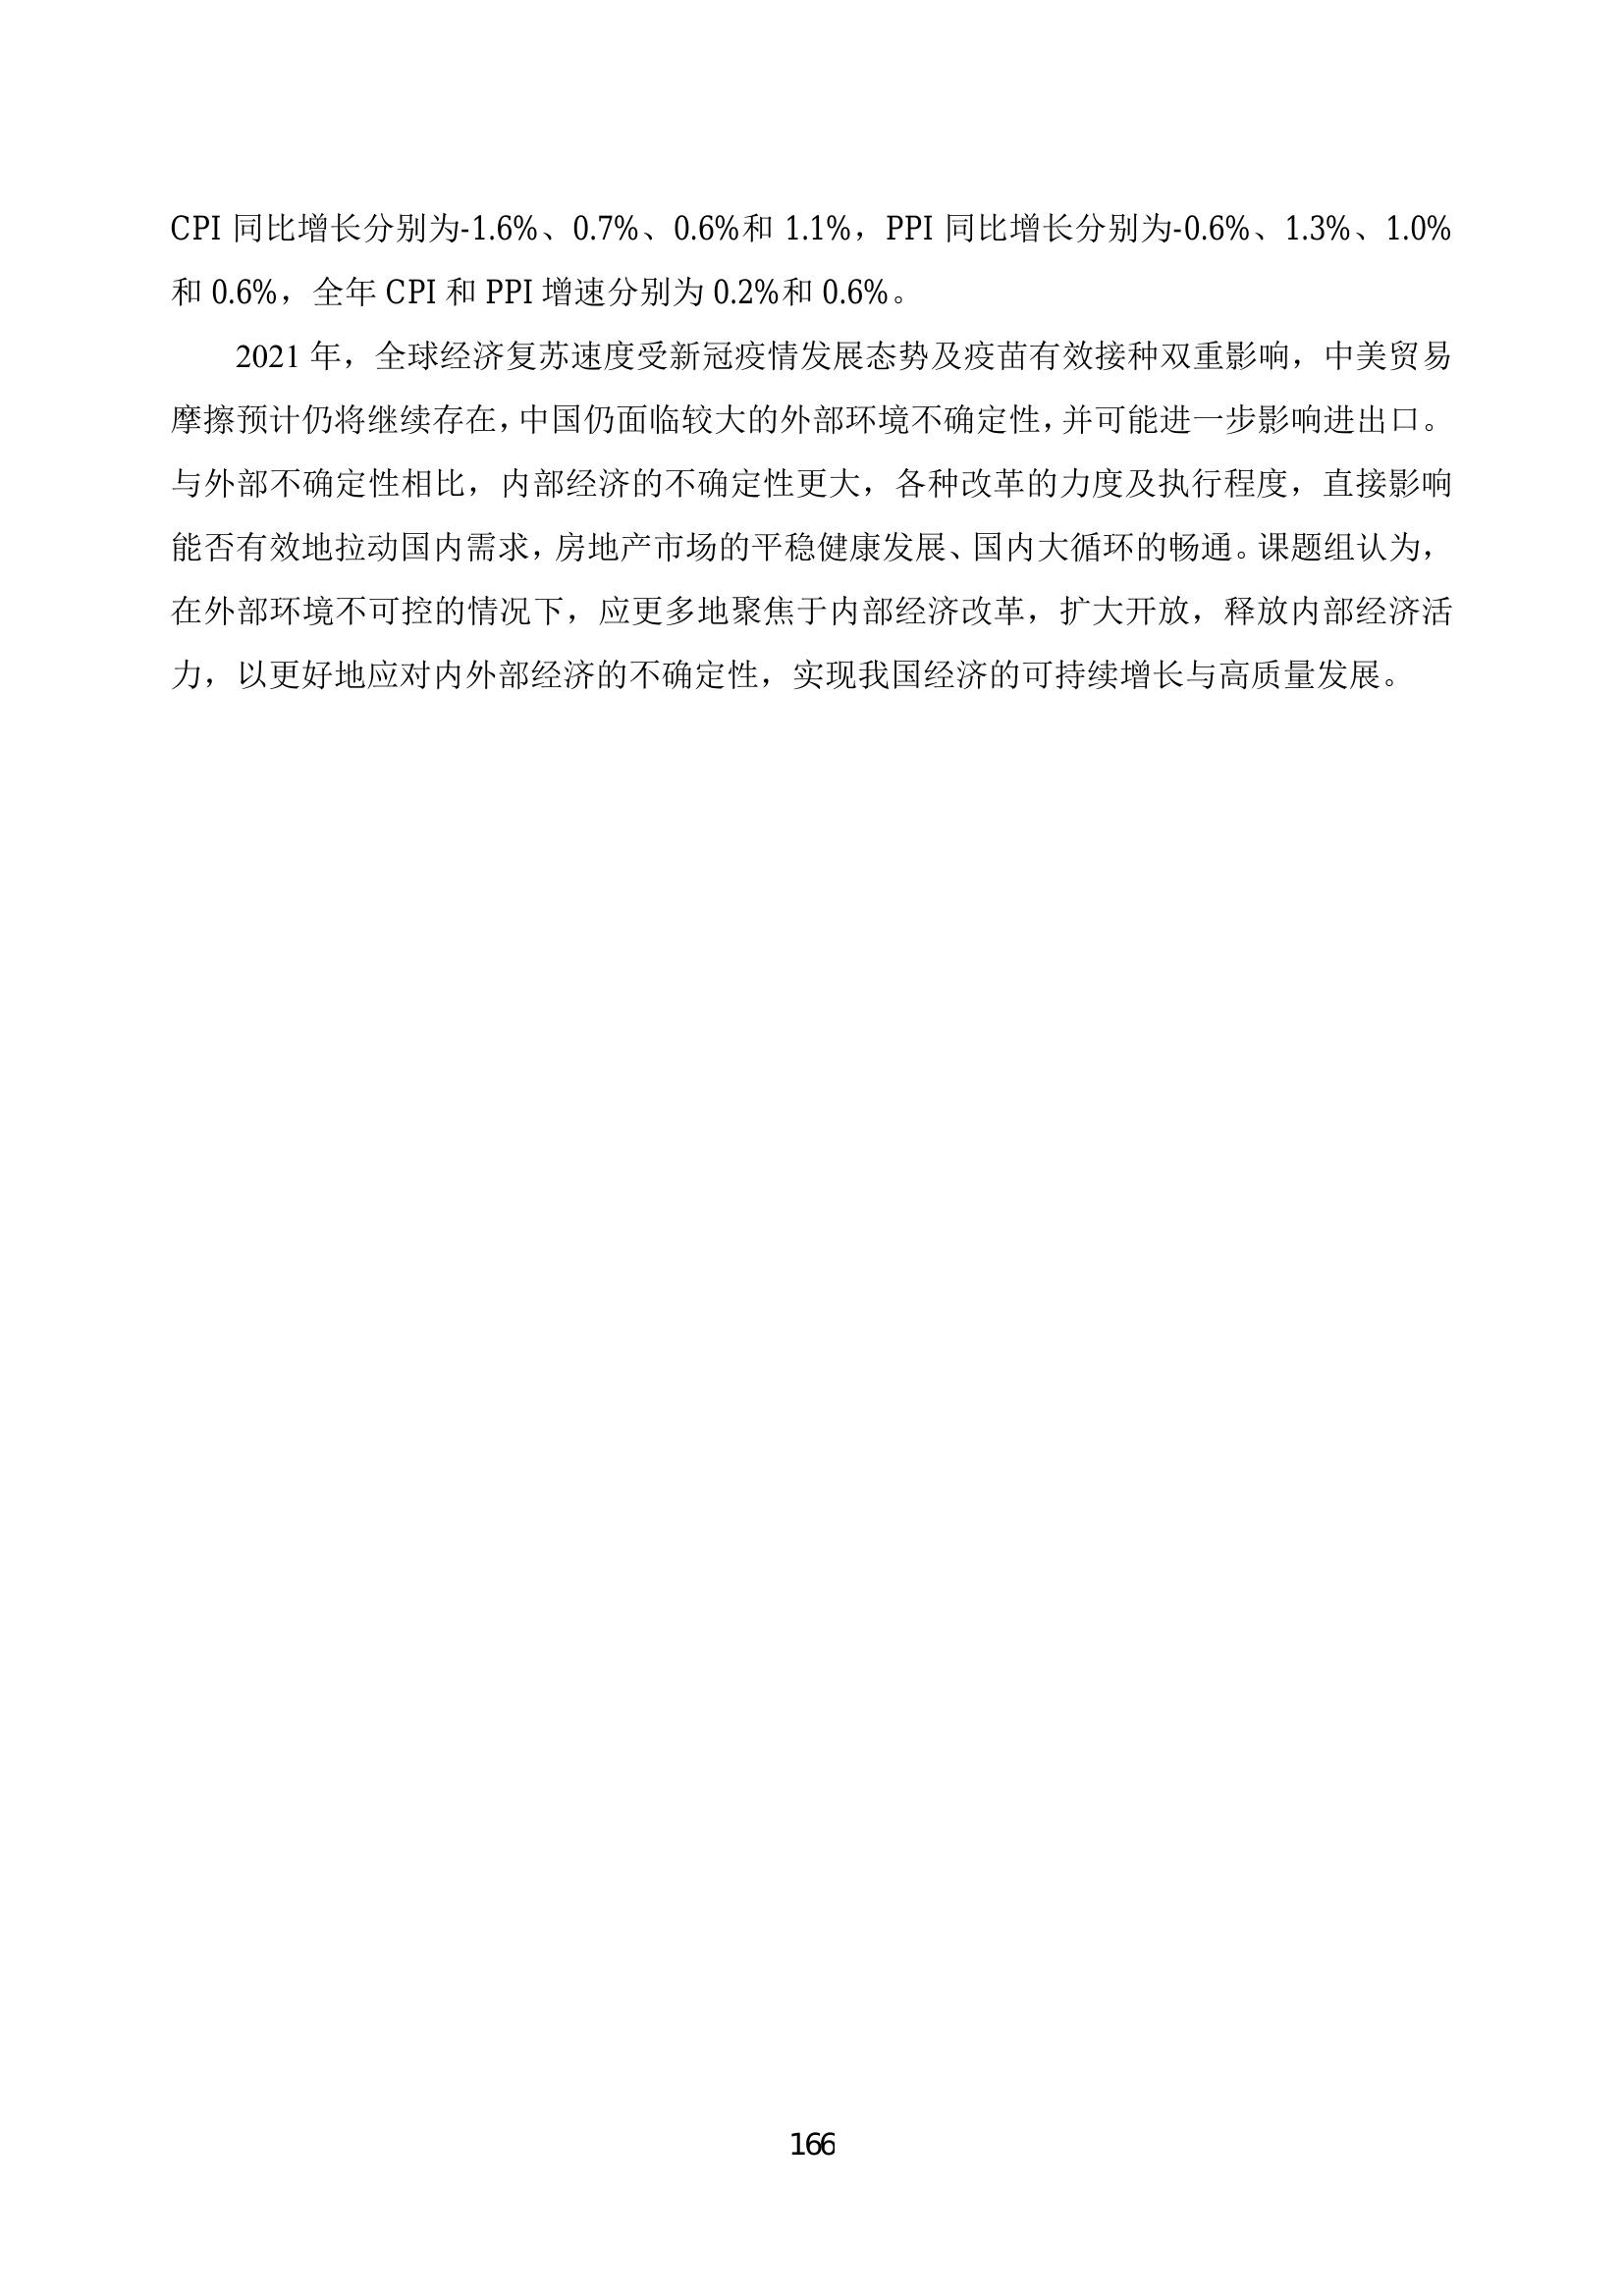 CPI 同比增长分别为-1.6%、0.7%、0.6%和 1.1%，PPI 同比增长分别为-0.6%、1.3%、1.0%
和 0.6%，全年 CPI 和 PPI 增速分别为 0.2%和 0.6%。
2021 年，全球经济复苏速度受新冠疫情发展态势及疫苗有效接种双重影响，中美贸易
摩擦预计仍将继续存在，中国仍面临较大的外部环境不确定性，并可能进一步影响进出口。
与外部不确定性相比，内部经济的不确定性更大，各种改革的力度及执行程度，直接影响
能否有效地拉动国内需求，房地产市场的平稳健康发展、国内大循环的畅通。课题组认为，
在外部环境不可控的情况下，应更多地聚焦于内部经济改革，扩大开放，释放内部经济活
力，以更好地应对内外部经济的不确定性，实现我国经济的可持续增长与高质量发展。
166